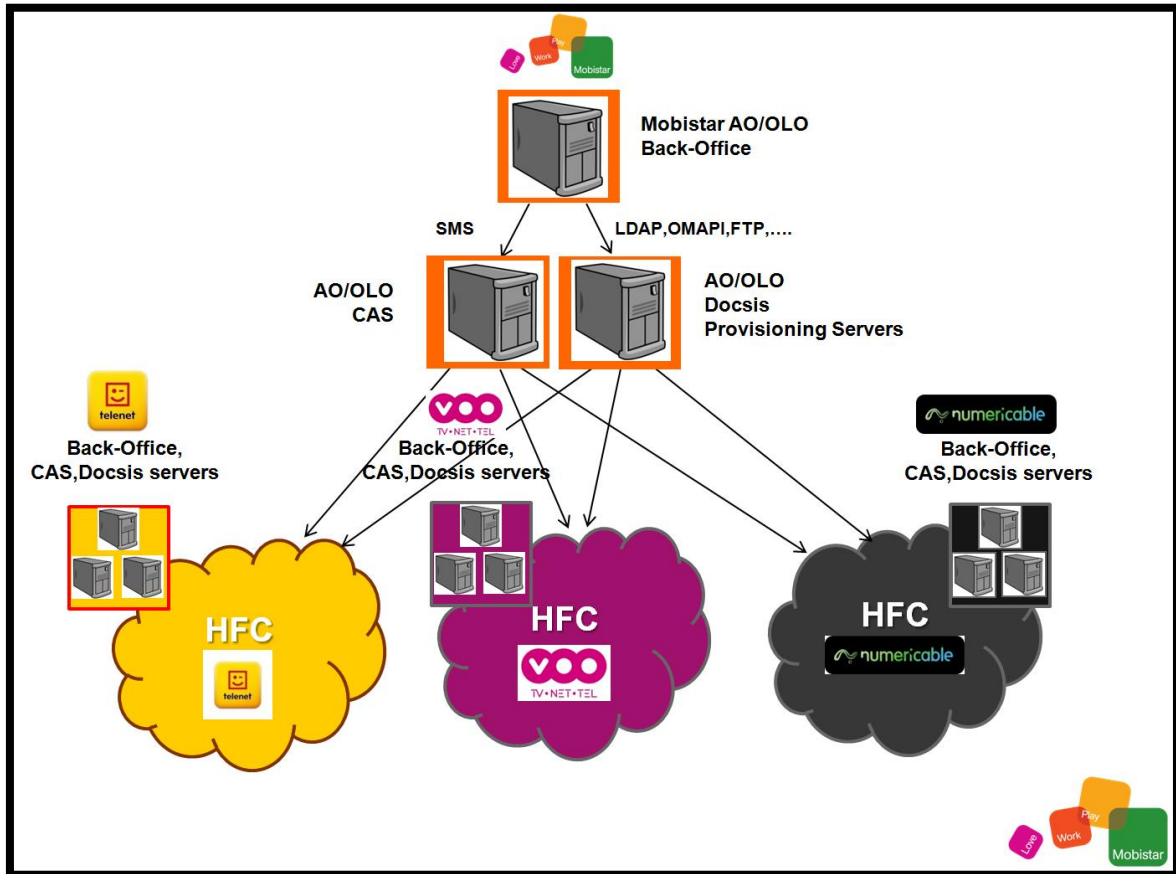 Love
Work
Play
Mobistar
Mobistar AO/OLO
Back-Office
SMS
LDAP,OMAPI,FTP,....
AO/OLO
CAS
AO/OLO
Docsis
Provisioning Servers
telenet
Back-Office,
CAS,Docsis servers
voo
TV•NET•TEL
Back-Office,
CAS,Docsis servers
numericable
Back-Office,
CAS,Docsis servers
HFC
telenet
HFC
voo
TV•NET•TEL
HFC
numericable
Love
Work
Play
Mobistar